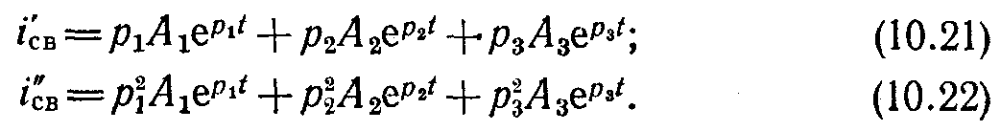 i′св = p₁A₁e^{p₁t} + p₂A₂e^{p₂t} + p₃A₃e^{p₃t}; (10.21)
i″св = p₁²A₁e^{p₁t} + p₂²A₂e^{p₂t} + p₃²A₃e^{p₃t}. (10.22)